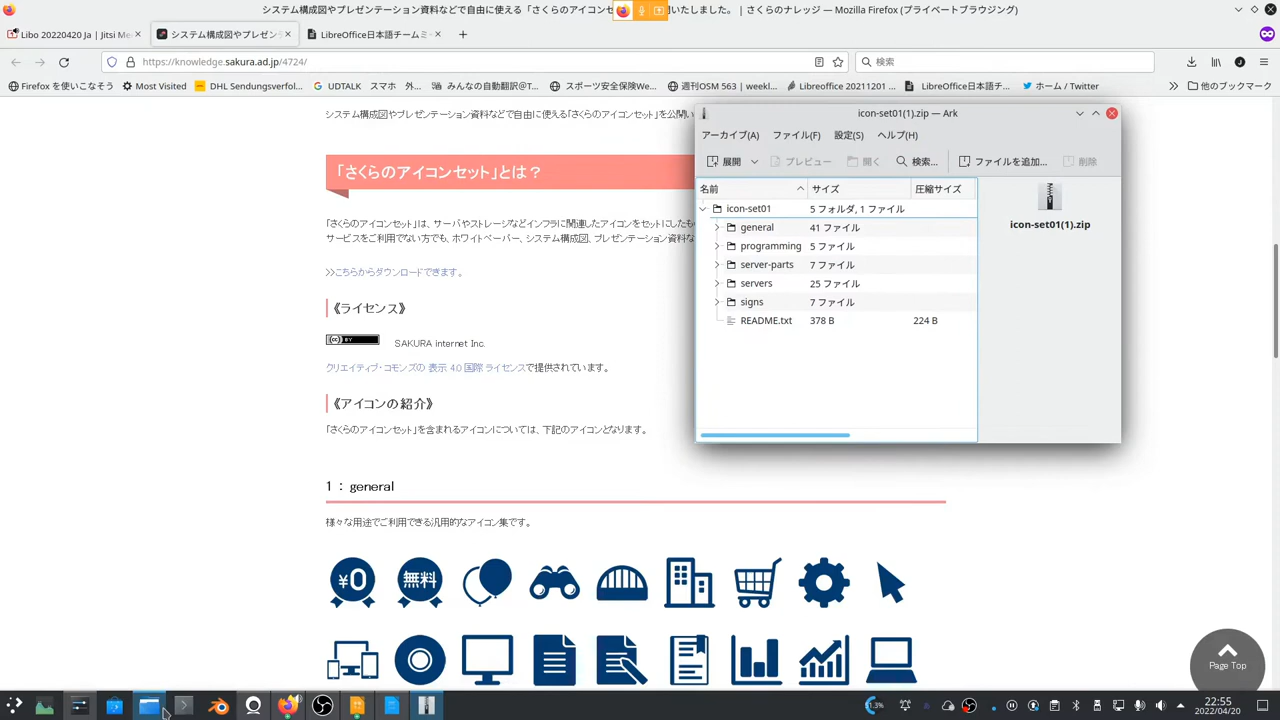 システム構成図やプレゼンテーション資料などで自由に使える「さくらのアイコンセ
開いたしました。 | さくらのナレッジ — Mozilla Firefox (プライベートブラウジング)
Libo 20220420 Ja | Jitsi Me
システム構成図やプレゼン
LibreOffice日本語チームミ
https://knowledge.sakura.ad.jp/4724/
検索
Firefox を使いこなそう
Most Visited
DHL Sendungsverfol...
UDTALK
スマホ
外...
みんなの自動翻訳@T...
スポーツ安全保険We...
週刊OSM 563 | weekl...
Libreoffice 20211201 ...
LibreOffice日本語チ...
ホーム / Twitter
他のブックマーク
システム構成図やプレゼンテーション資料などで自由に使える「さくらのアイコンセット」を公開い
「さくらのアイコンセット」とは？
「さくらのアイコンセット」は、サーバやストレージなどインフラに関連したアイコンをセットにしたも
サービスをご利用でない方でも、ホワイトペーパー、システム構成図、プレゼンテーション資料な
>>こちらからダウンロードできます。
《ライセンス》
cc BY
SAKURA internet Inc.
クリエイティブ・コモンズの 表示 4.0 国際 ライセンスで提供されています。
《アイコンの紹介》
「さくらのアイコンセット」を含まれるアイコンについては、下記のアイコンとなります。
1 : general
様々な用途でご利用できる汎用的なアイコン集です。
¥0
無料
icon-set01(1).zip — Ark
アーカイブ(A)
ファイル(F)
設定(S)
ヘルプ(H)
展開
プレビュー
開く
検索...
ファイルを追加...
削除
名前
サイズ
圧縮サイズ
icon-set01
5 フォルダ, 1 ファイル
general
41 ファイル
programming
5 ファイル
server-parts
7 ファイル
servers
25 ファイル
signs
7 ファイル
README.txt
378 B
224 B
icon-set01(1).zip
Page Top
22:55
2022/04/20